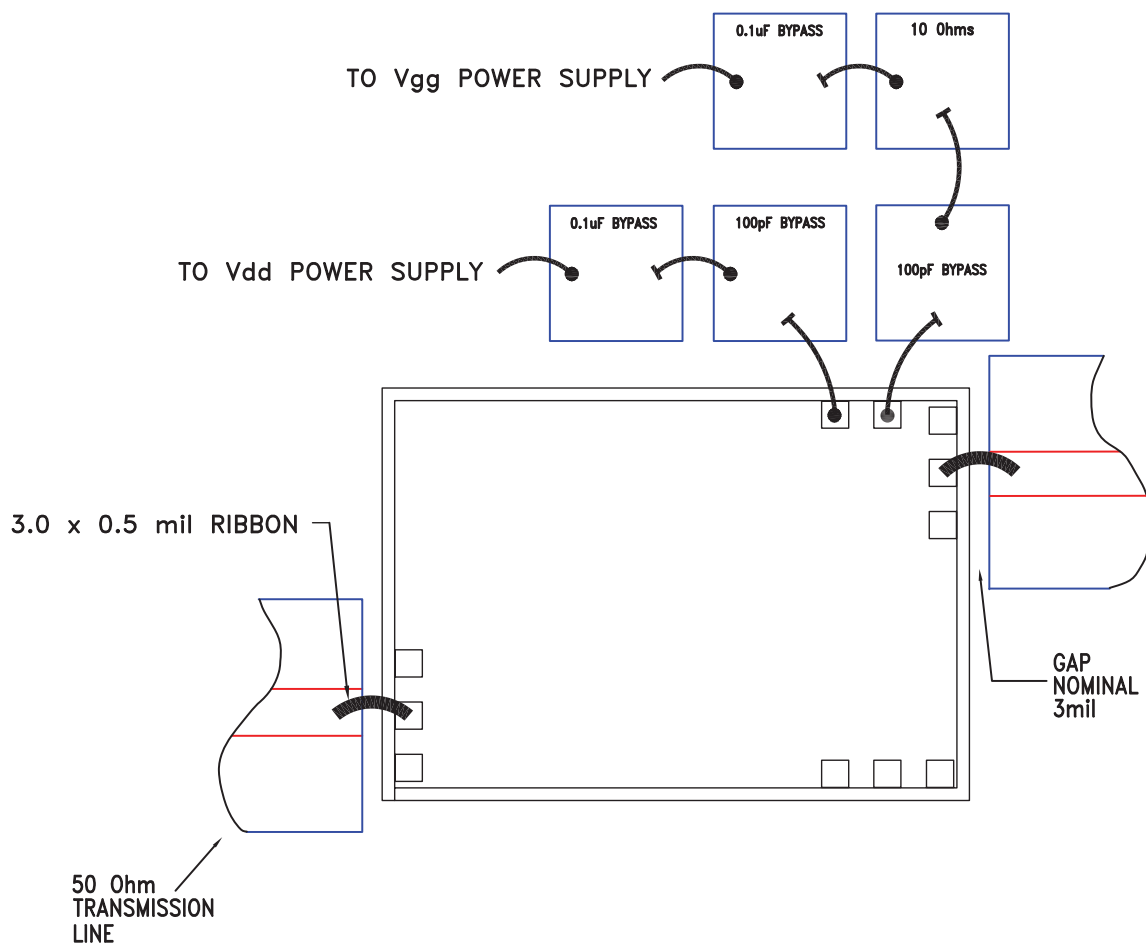 0.1uF BYPASS
10 Ohms
TO Vgg POWER SUPPLY
0.1uF BYPASS
100pF BYPASS
100pF BYPASS
TO Vdd POWER SUPPLY
3.0 x 0.5 mil RIBBON
GAP
NOMINAL
3mil
50 Ohm
TRANSMISSION
LINE